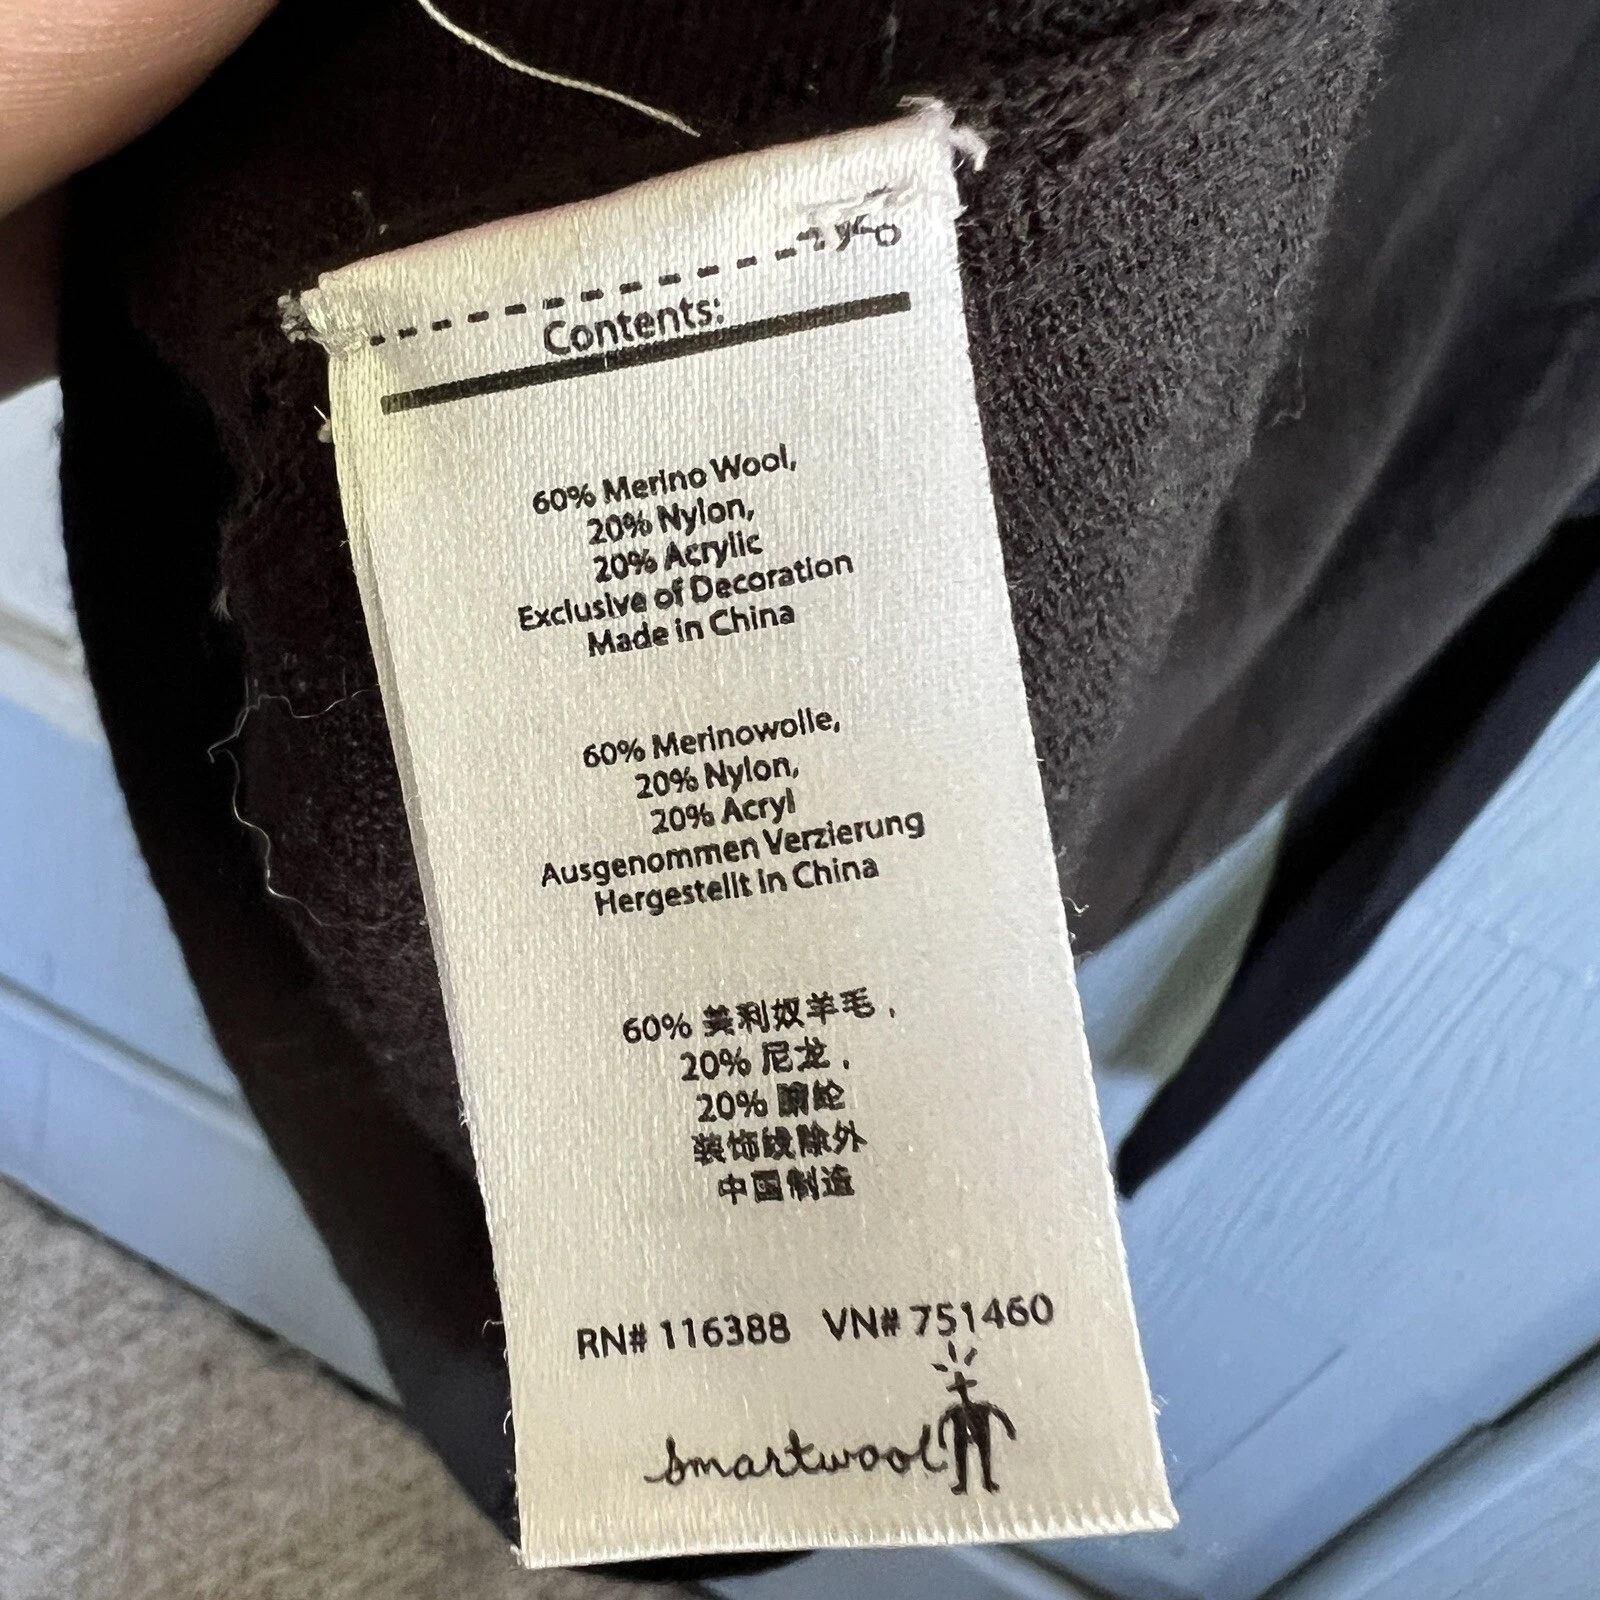 Contents:
60% Merino Wool,
20% Nylon,
20% Acrylic
Exclusive of Decoration
Made in China
60% Merinowolle,
20% Nylon,
20% Acryl
Ausgenommen Verzierung
Hergestellt in China
60% 美利奴羊毛,
20% 尼龙,
20% 腈纶
装饰线除外
中国制造
RN# 116388 VN# 751460
smartwool